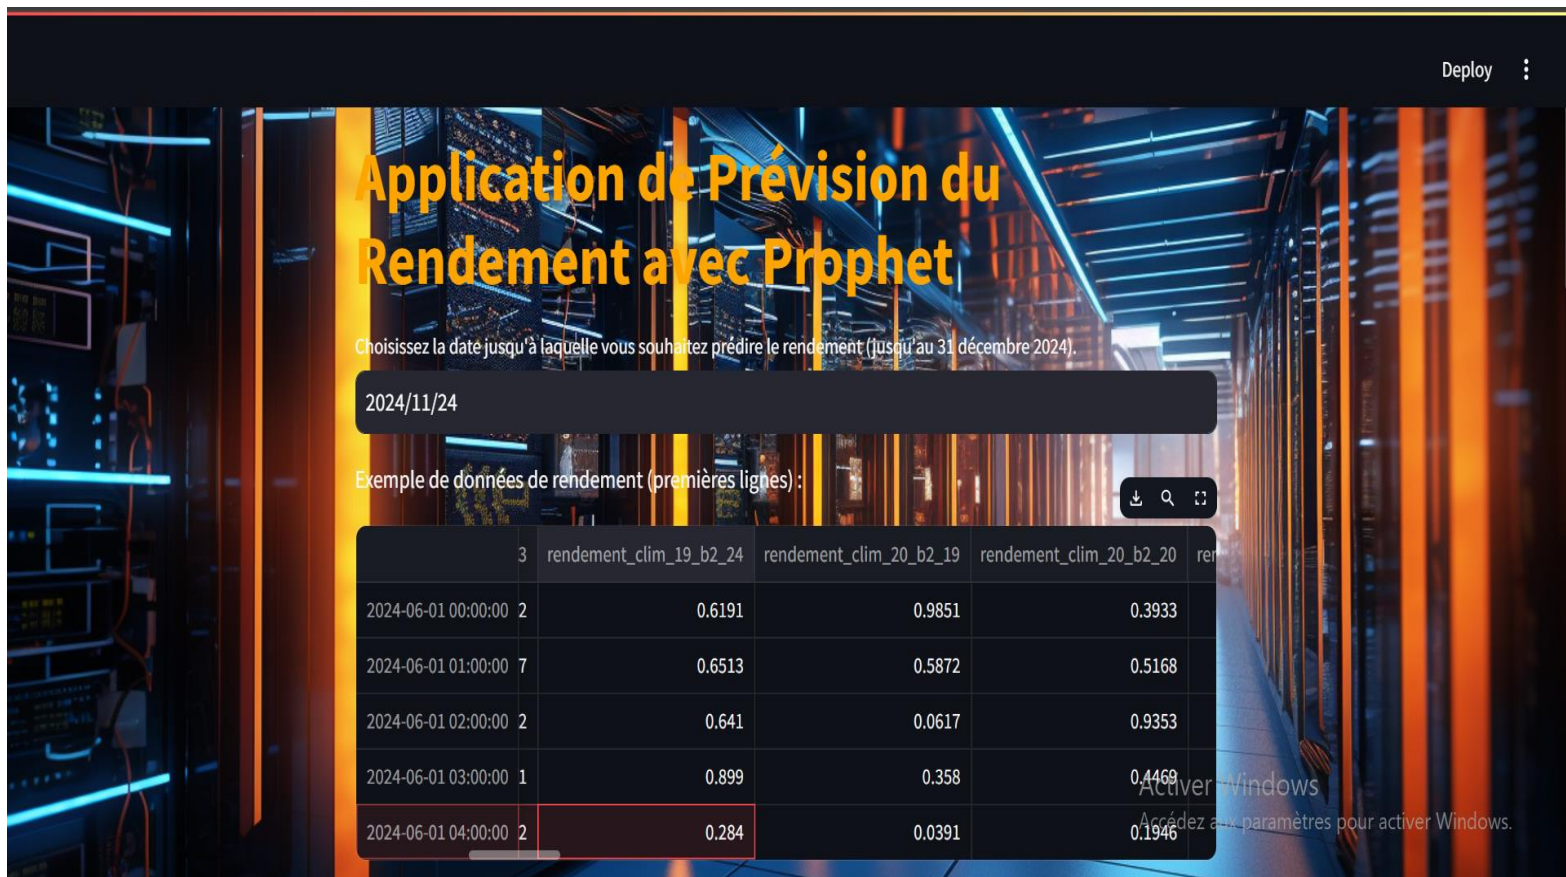 Deploy
Application de Prévision du
Rendement avec Prophet
Choisissez la date jusqu'à laquelle vous souhaitez prédire le rendement (jusqu'au 31 décembre 2024).
2024/11/24
Exemple de données de rendement (premières lignes) :
3 rendement_clim_19_b2_24 rendement_clim_20_b2_19 rendement_clim_20_b2_20 ren
2024-06-01 00:00:00 2 0.6191 0.9851 0.3933
2024-06-01 01:00:00 7 0.6513 0.5872 0.5168
2024-06-01 02:00:00 2 0.641 0.0617 0.9353
2024-06-01 03:00:00 1 0.899 0.358 0.4469
Activer Windows
2024-06-01 04:00:00 2 0.284 0.0391 0.1946
Accédez aux paramètres pour activer Windows.